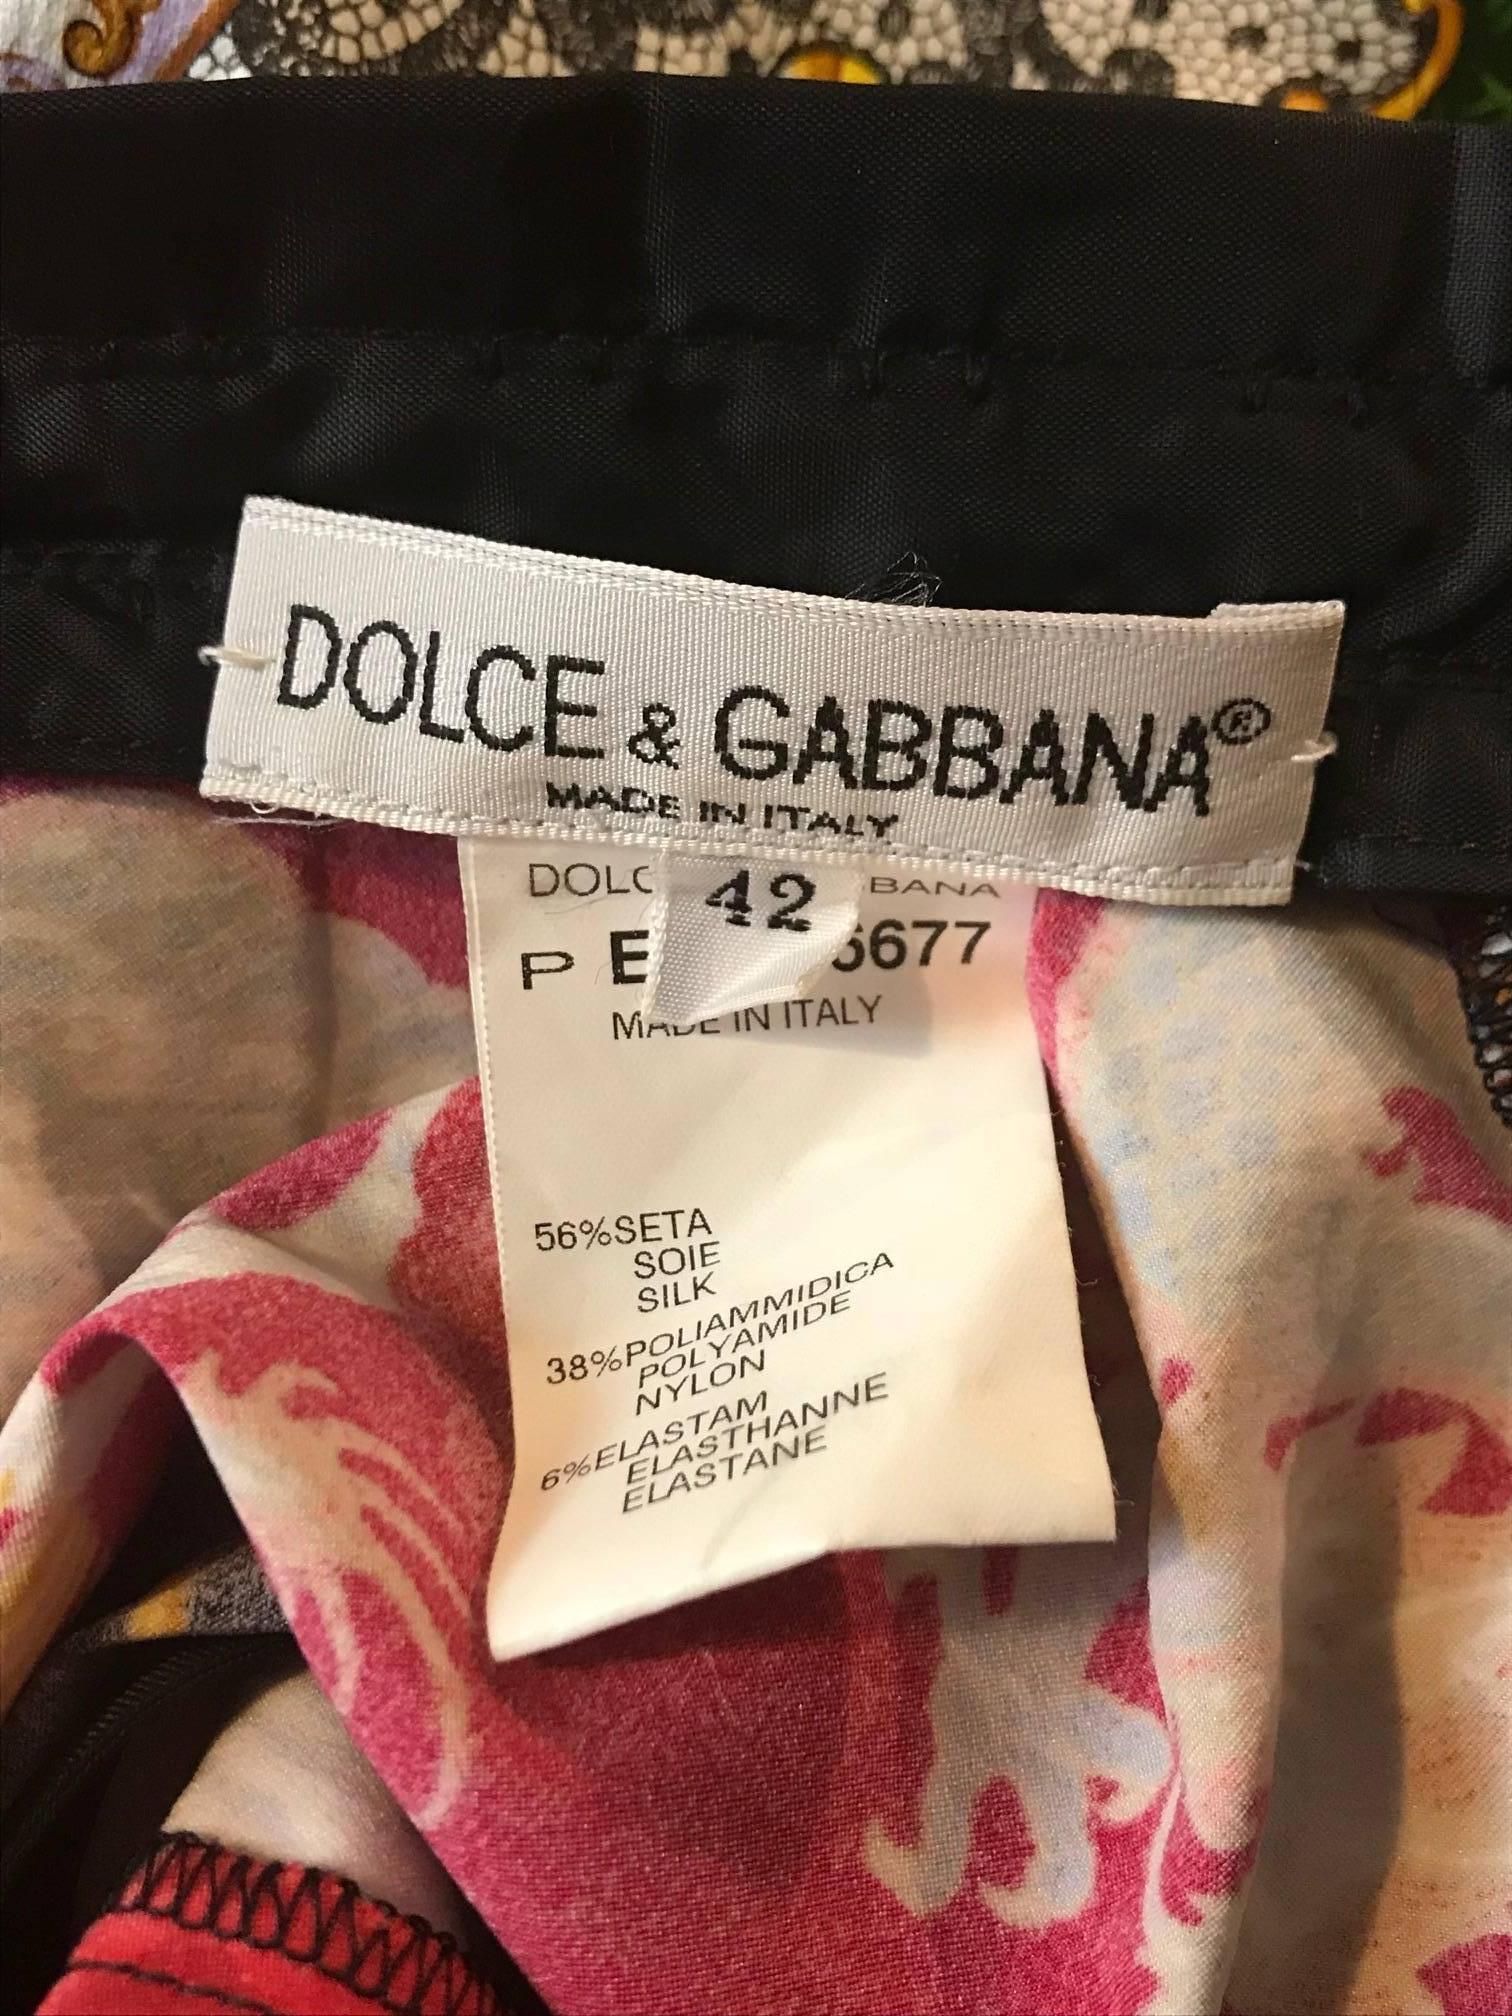 DOLCE & GABBANA®
MADE IN ITALY
42
P
MADE IN ITALY
56%SETA
SOIE
SILK
38%POLIAMMIDICA
POLYAMIDE
NYLON
6%ELASTAM
ELASTHANNE
ELASTANE